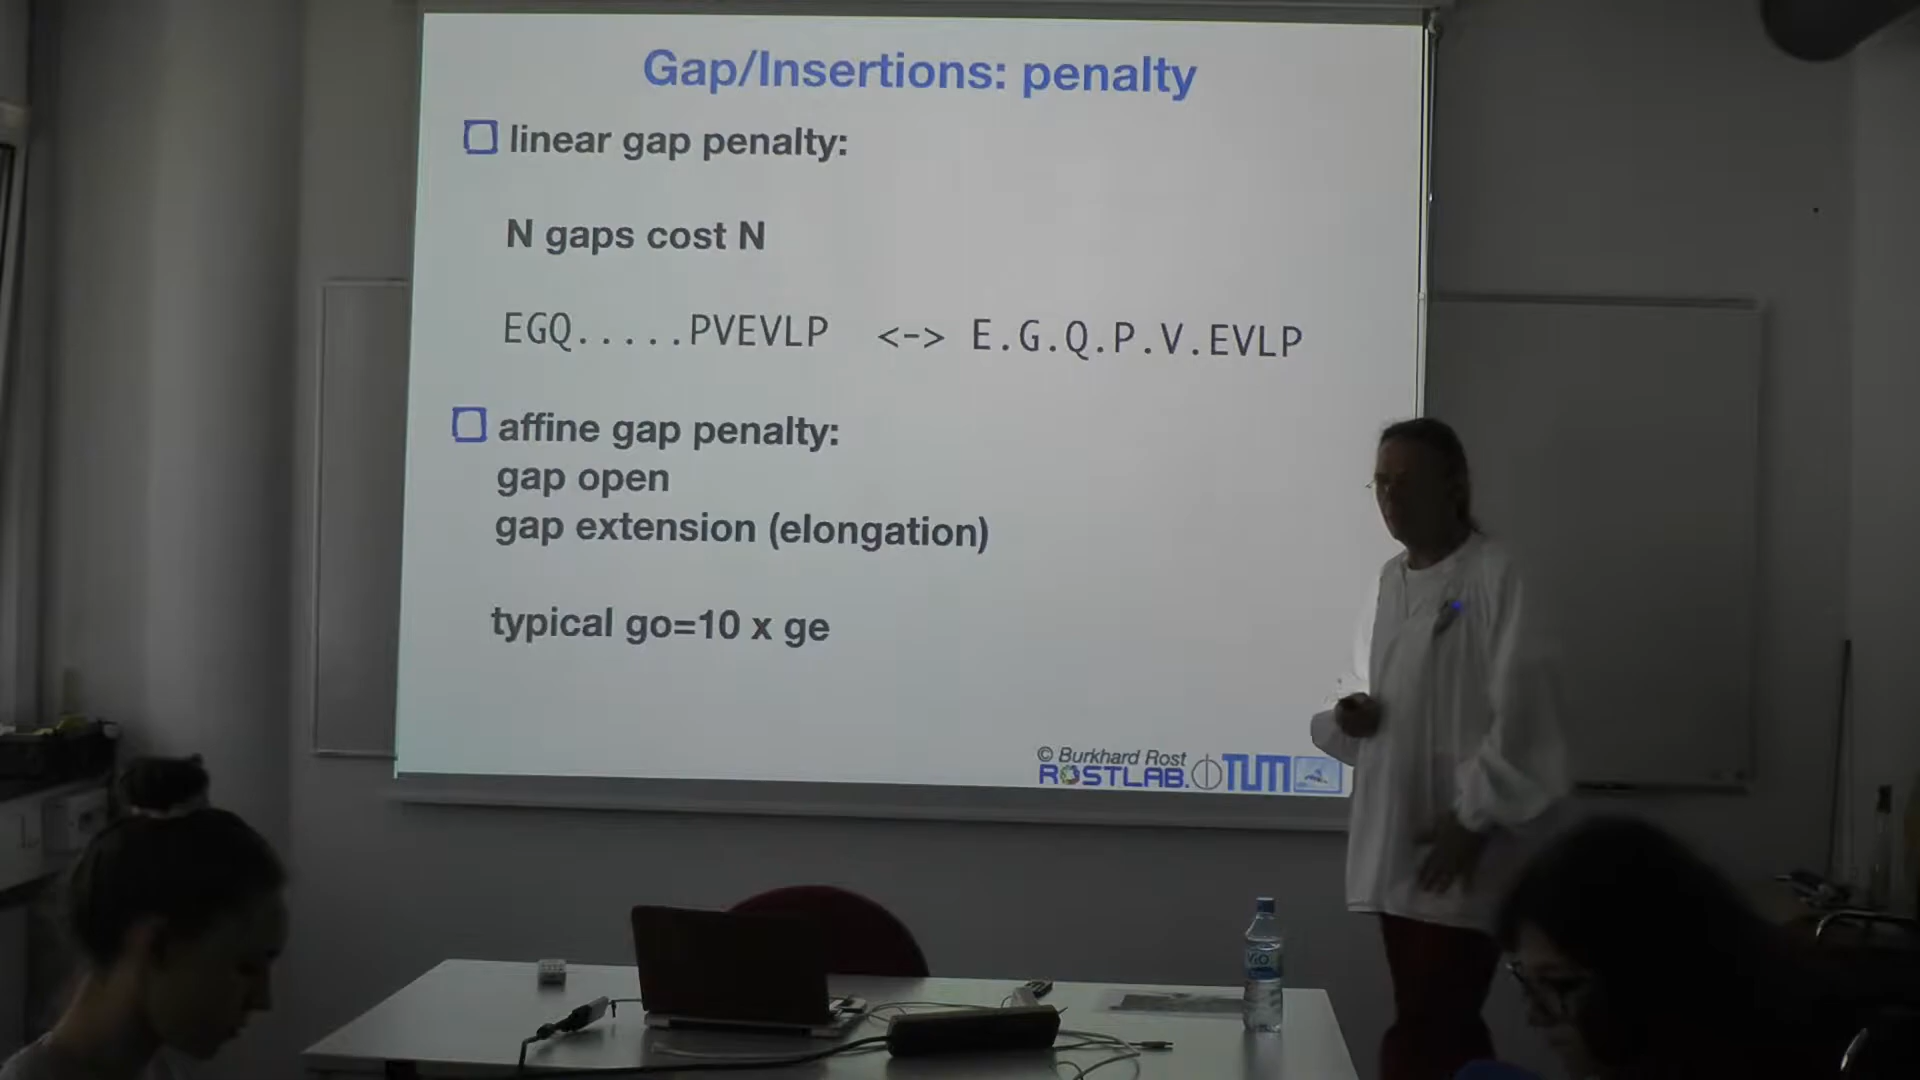 Gap/Insertions: penalty
linear gap penalty:
N gaps cost N
EGQ.....PVEVLP <-> E.G.Q.P.V.EVLP
affine gap penalty:
gap open
gap extension (elongation)
typical go=10 x ge
© Burkhard Rost
ROSTLAB. TUM